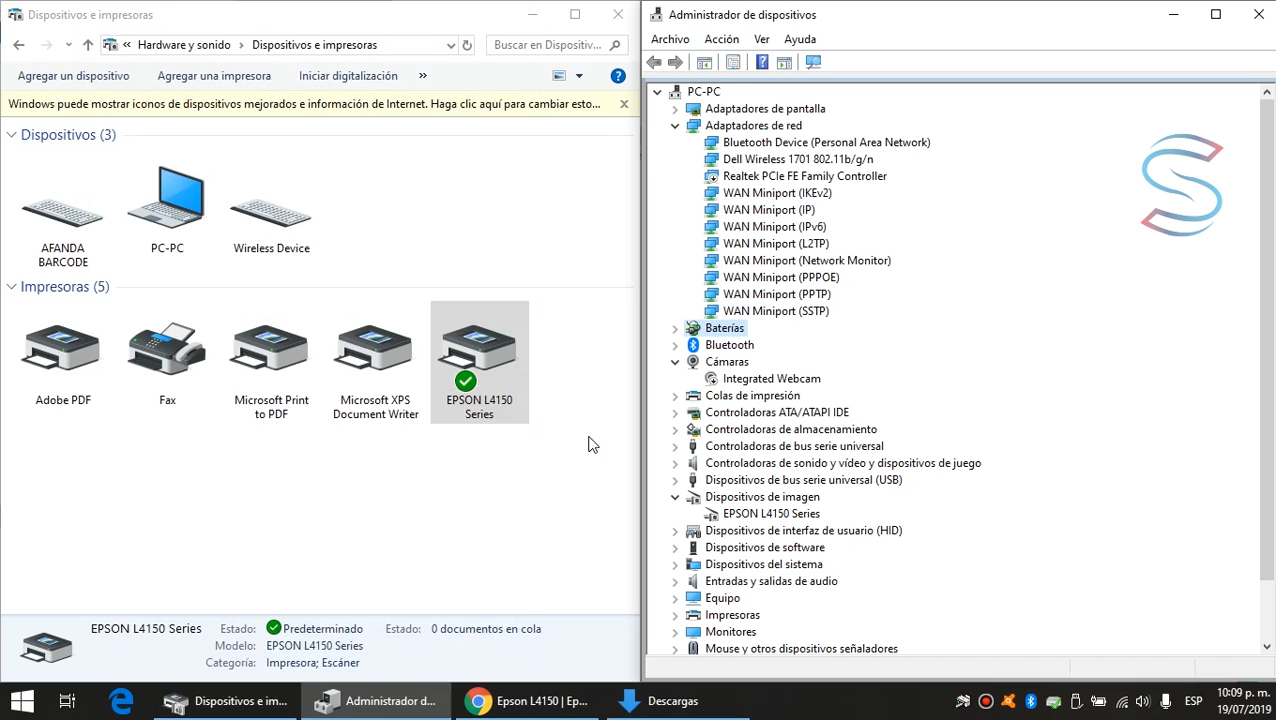 Dispositivos e impresoras
Hardware y sonido
Dispositivos e impresoras
Buscar en Dispositiv...
Agregar un dispositivo
Agregar una impresora
Iniciar digitalización
»
Windows puede mostrar iconos de dispositivos mejorados e información de Internet. Haga clic aquí para cambiar esto...
Dispositivos (3)
AFANDA
BARCODE
PC-PC
Wireless Device
Impresoras (5)
Adobe PDF
Fax
Microsoft Print
to PDF
Microsoft XPS
Document Writer
EPSON L4150
Series
EPSON L4150 Series
Estado:
Predeterminado
Estado:
0 documentos en cola
Modelo:
EPSON L4150 Series
Categoría:
Impresora; Escáner
Administrador de dispositivos
Archivo
Acción
Ver
Ayuda
PC-PC
Adaptadores de pantalla
Adaptadores de red
Bluetooth Device (Personal Area Network)
Dell Wireless 1701 802.11b/g/n
Realtek PCIe FE Family Controller
WAN Miniport (IKEv2)
WAN Miniport (IP)
WAN Miniport (IPv6)
WAN Miniport (L2TP)
WAN Miniport (Network Monitor)
WAN Miniport (PPPOE)
WAN Miniport (PPTP)
WAN Miniport (SSTP)
Baterías
Bluetooth
Cámaras
Integrated Webcam
Colas de impresión
Controladoras ATA/ATAPI IDE
Controladoras de almacenamiento
Controladoras de bus serie universal
Controladoras de sonido y vídeo y dispositivos de juego
Dispositivos de bus serie universal (USB)
Dispositivos de imagen
EPSON L4150 Series
Dispositivos de interfaz de usuario (HID)
Dispositivos de software
Dispositivos del sistema
Entradas y salidas de audio
Equipo
Impresoras
Monitores
Mouse y otros dispositivos señaladores
Dispositivos e im...
Administrador d...
Epson L4150 | Ep...
Descargas
ESP
10:09 p. m.
19/07/2019